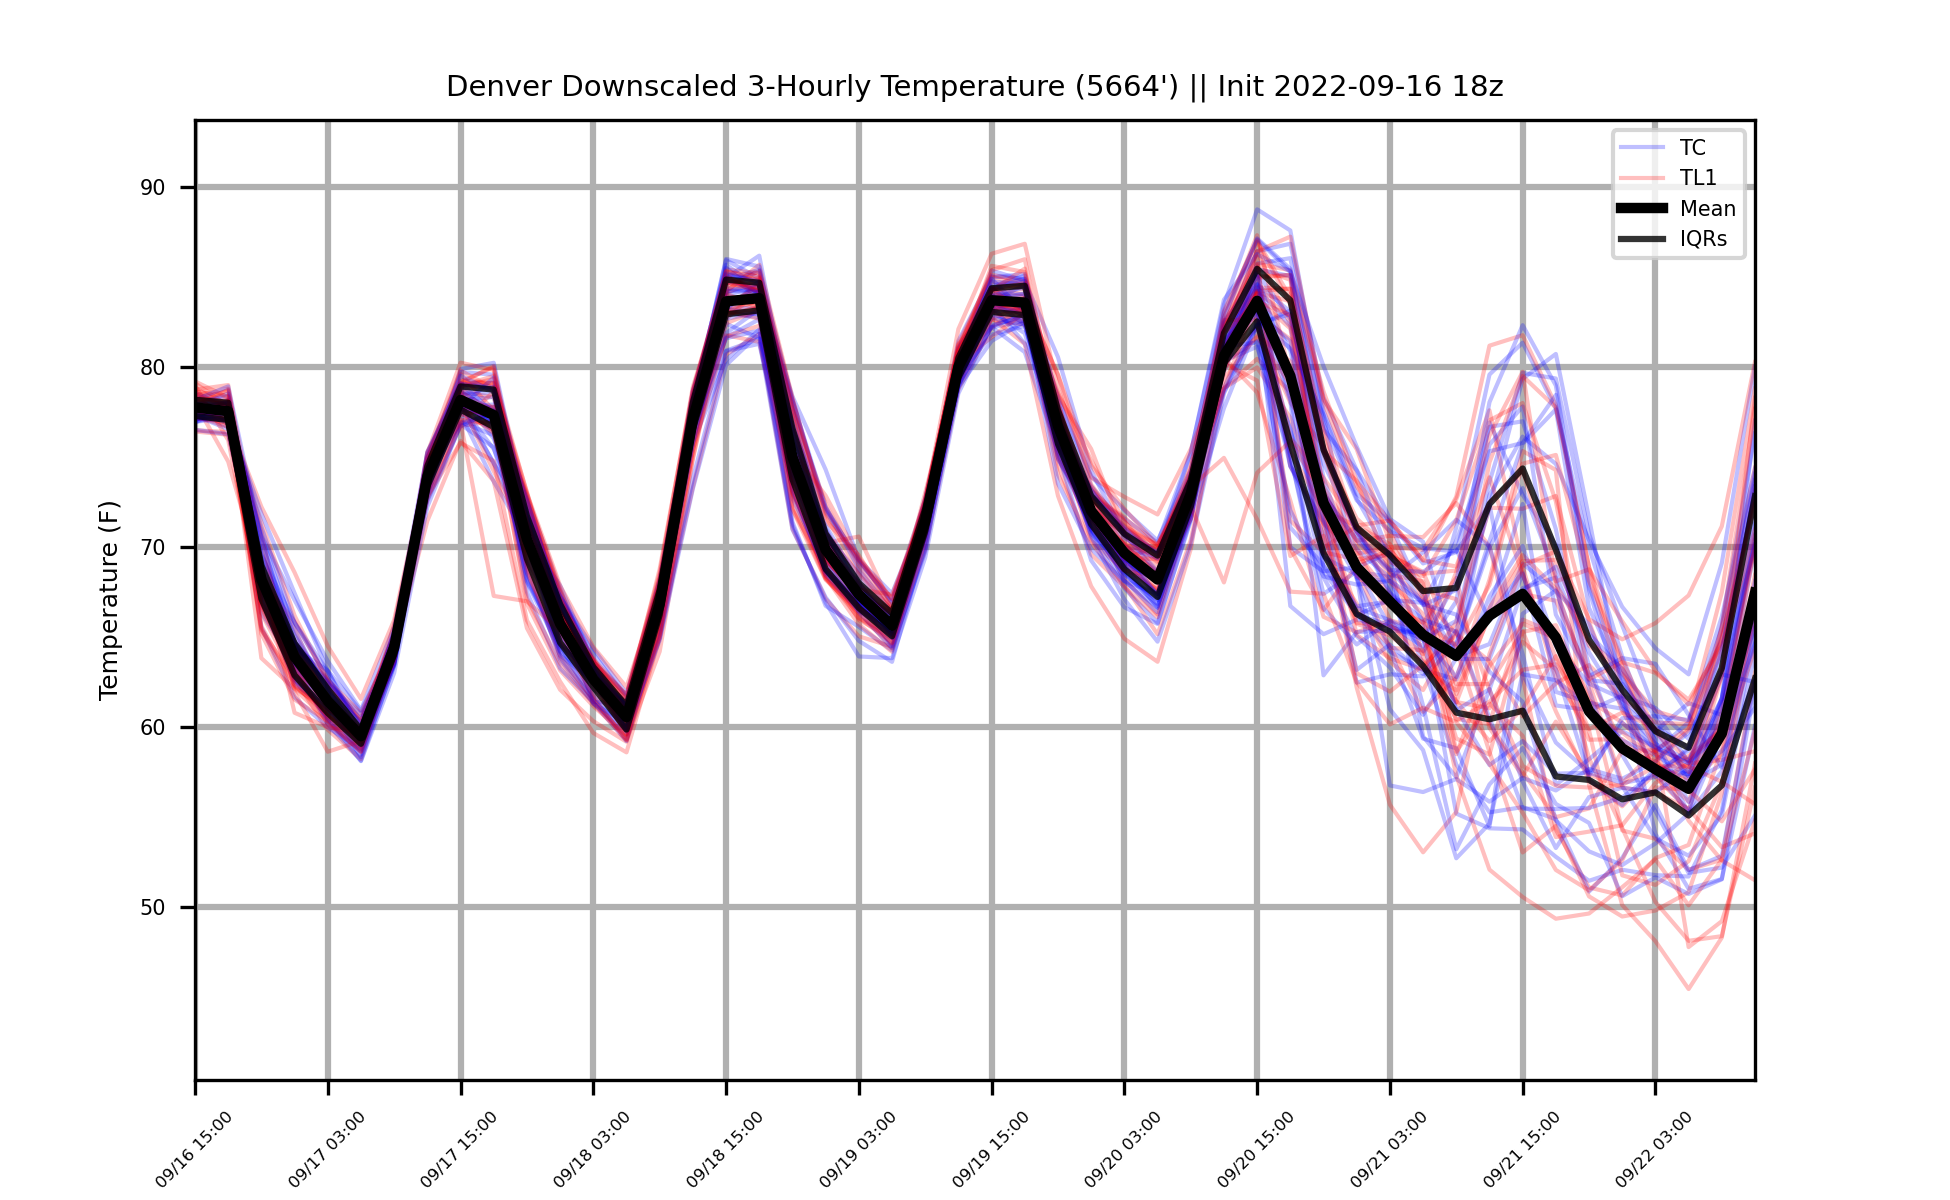 Denver Downscaled 3-Hourly Temperature (5664') || Init 2022-09-16 18z
TC
TL1
Mean
IQRs
Temperature (F)
90
80
70
60
50
09/16 15:00
09/17 03:00
09/17 15:00
09/18 03:00
09/18 15:00
09/19 03:00
09/19 15:00
09/20 03:00
09/20 15:00
09/21 03:00
09/21 15:00
09/22 03:00